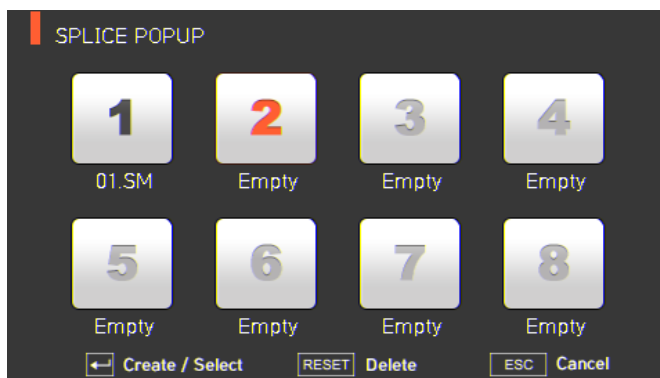 SPLICE POPUP
1 2 3 4
01.SM Empty Empty Empty
5 6 7 8
Empty Empty Empty Empty
Create / Select RESET Delete ESC Cancel